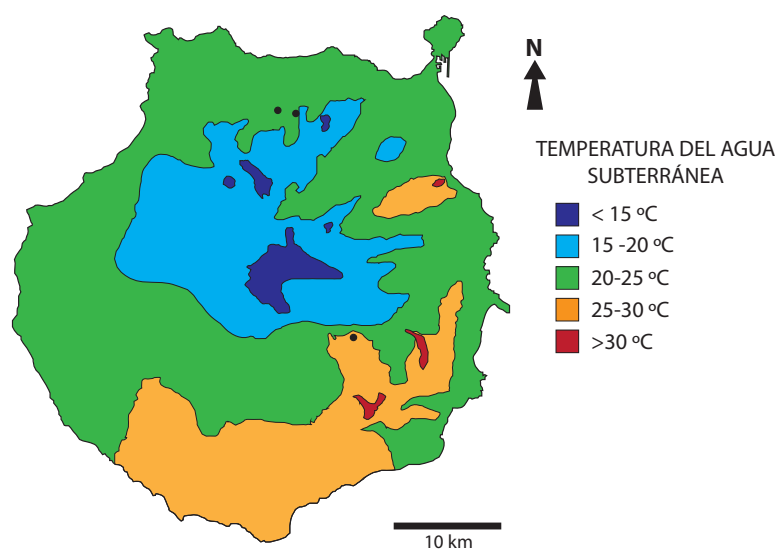 N
TEMPERATURA DEL AGUA
SUBTERRÁNEA
< 15 ºC
15 -20 ºC
20-25 ºC
25-30 ºC
>30 ºC
10 km